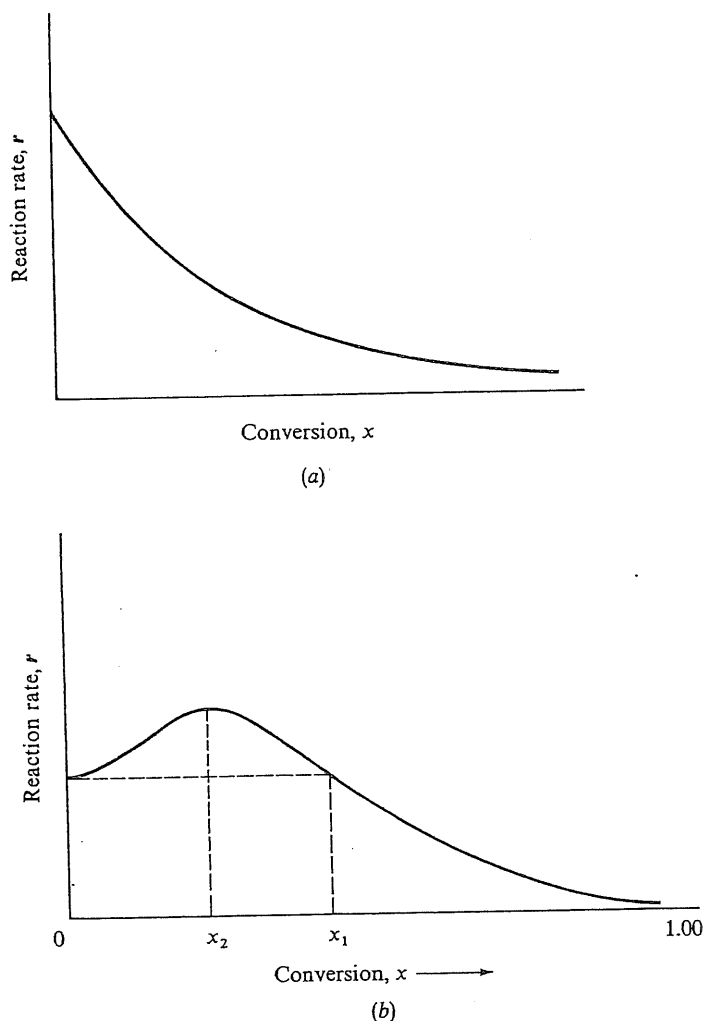 Reaction rate, r
Conversion, x
(a)
Reaction rate, r
0
x₂
x₁
1.00
Conversion, x ⟶
(b)